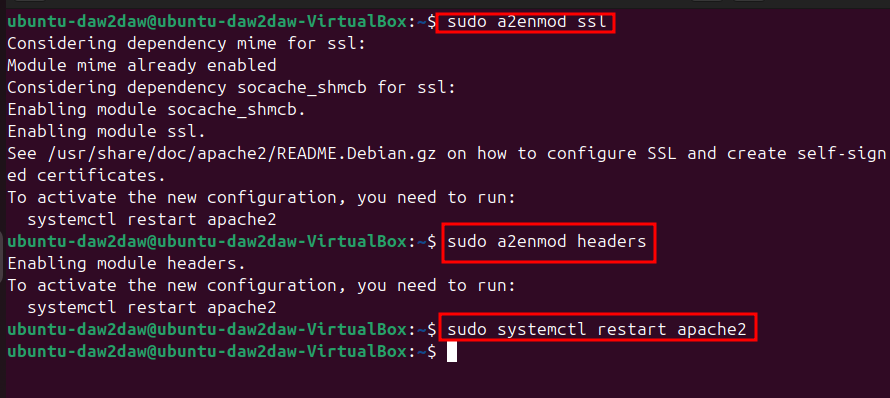 ubuntu-daw2daw@ubuntu-daw2daw-VirtualBox:~$ sudo a2enmod ssl
Considering dependency mime for ssl:
Module mime already enabled
Considering dependency socache_shmcb for ssl:
Enabling module socache_shmcb.
Enabling module ssl.
See /usr/share/doc/apache2/README.Debian.gz on how to configure SSL and create self-sign
ed certificates.
To activate the new configuration, you need to run:
  systemctl restart apache2
ubuntu-daw2daw@ubuntu-daw2daw-VirtualBox:~$ sudo a2enmod headers
Enabling module headers.
To activate the new configuration, you need to run:
  systemctl restart apache2
ubuntu-daw2daw@ubuntu-daw2daw-VirtualBox:~$ sudo systemctl restart apache2
ubuntu-daw2daw@ubuntu-daw2daw-VirtualBox:~$